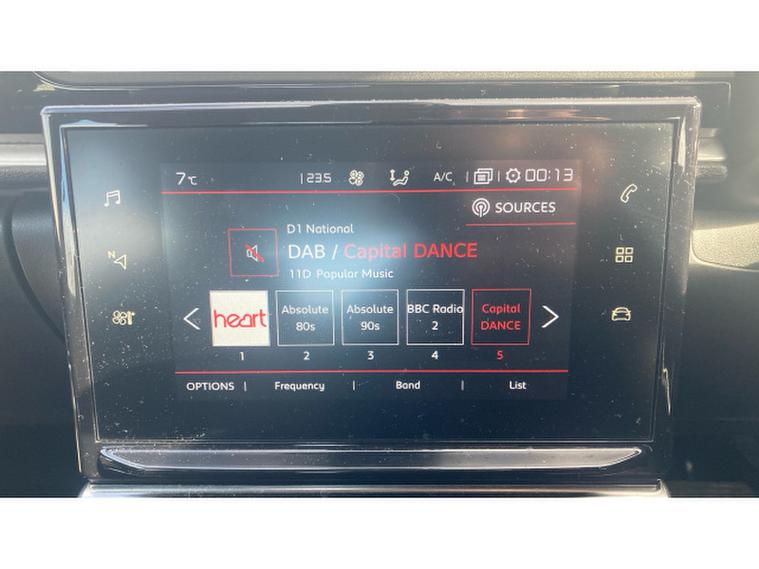 7°C | 23.5 A/C | | 00:13
SOURCES
D1 National
DAB / Capital DANCE
11D Popular Music
heart
Absolute 80s
Absolute 90s
BBC Radio 2
Capital DANCE
1 2 3 4 5
OPTIONS | Frequency | Band | List
N